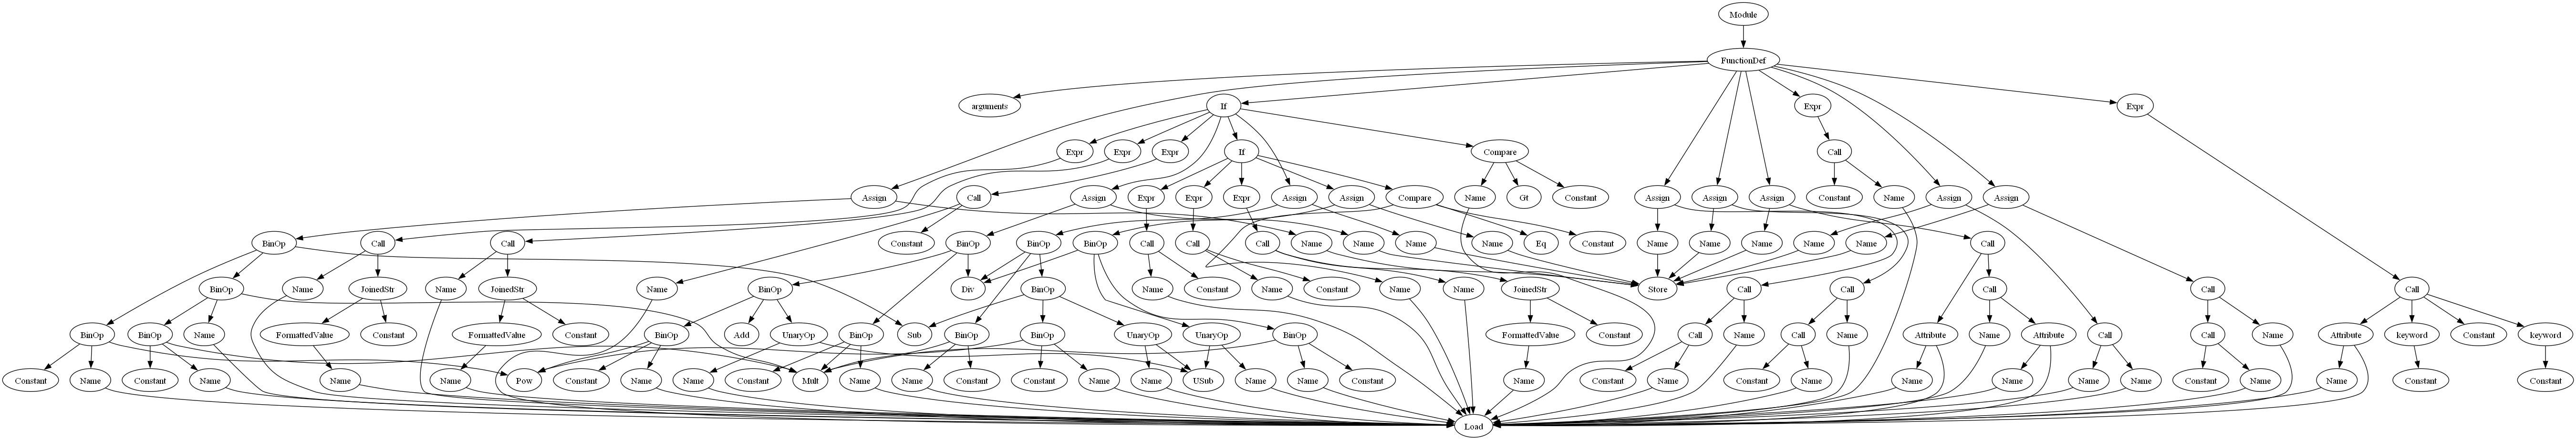 Module
FunctionDef
arguments If Expr Expr
Expr Expr Expr If Compare Call
Assign Call Assign Expr Expr Expr Assign Assign Compare Name Gt Constant Assign Assign Assign Constant Name Assign Assign
BinOp Call Call Constant BinOp BinOp BinOp Call Call Call Name Name Name Name Eq Constant Name Name Name Name Name Call
BinOp Name JoinedStr Name JoinedStr Name BinOp Div BinOp Name Constant Name Constant Name Name JoinedStr Store Call Call Call Call Call
BinOp BinOp Name FormattedValue Constant FormattedValue Constant BinOp Add UnaryOp BinOp Sub BinOp BinOp UnaryOp UnaryOp BinOp FormattedValue Constant Call Name Call Name Attribute Name Attribute Call Call Name Attribute keyword Constant keyword
Constant Name Constant Name Name Name Pow Constant Name Name Constant Mult Name Name Constant Constant Name Name USub Name Name Constant Name Constant Name Constant Name Name Name Name Name Constant Name Name Constant Constant
Load